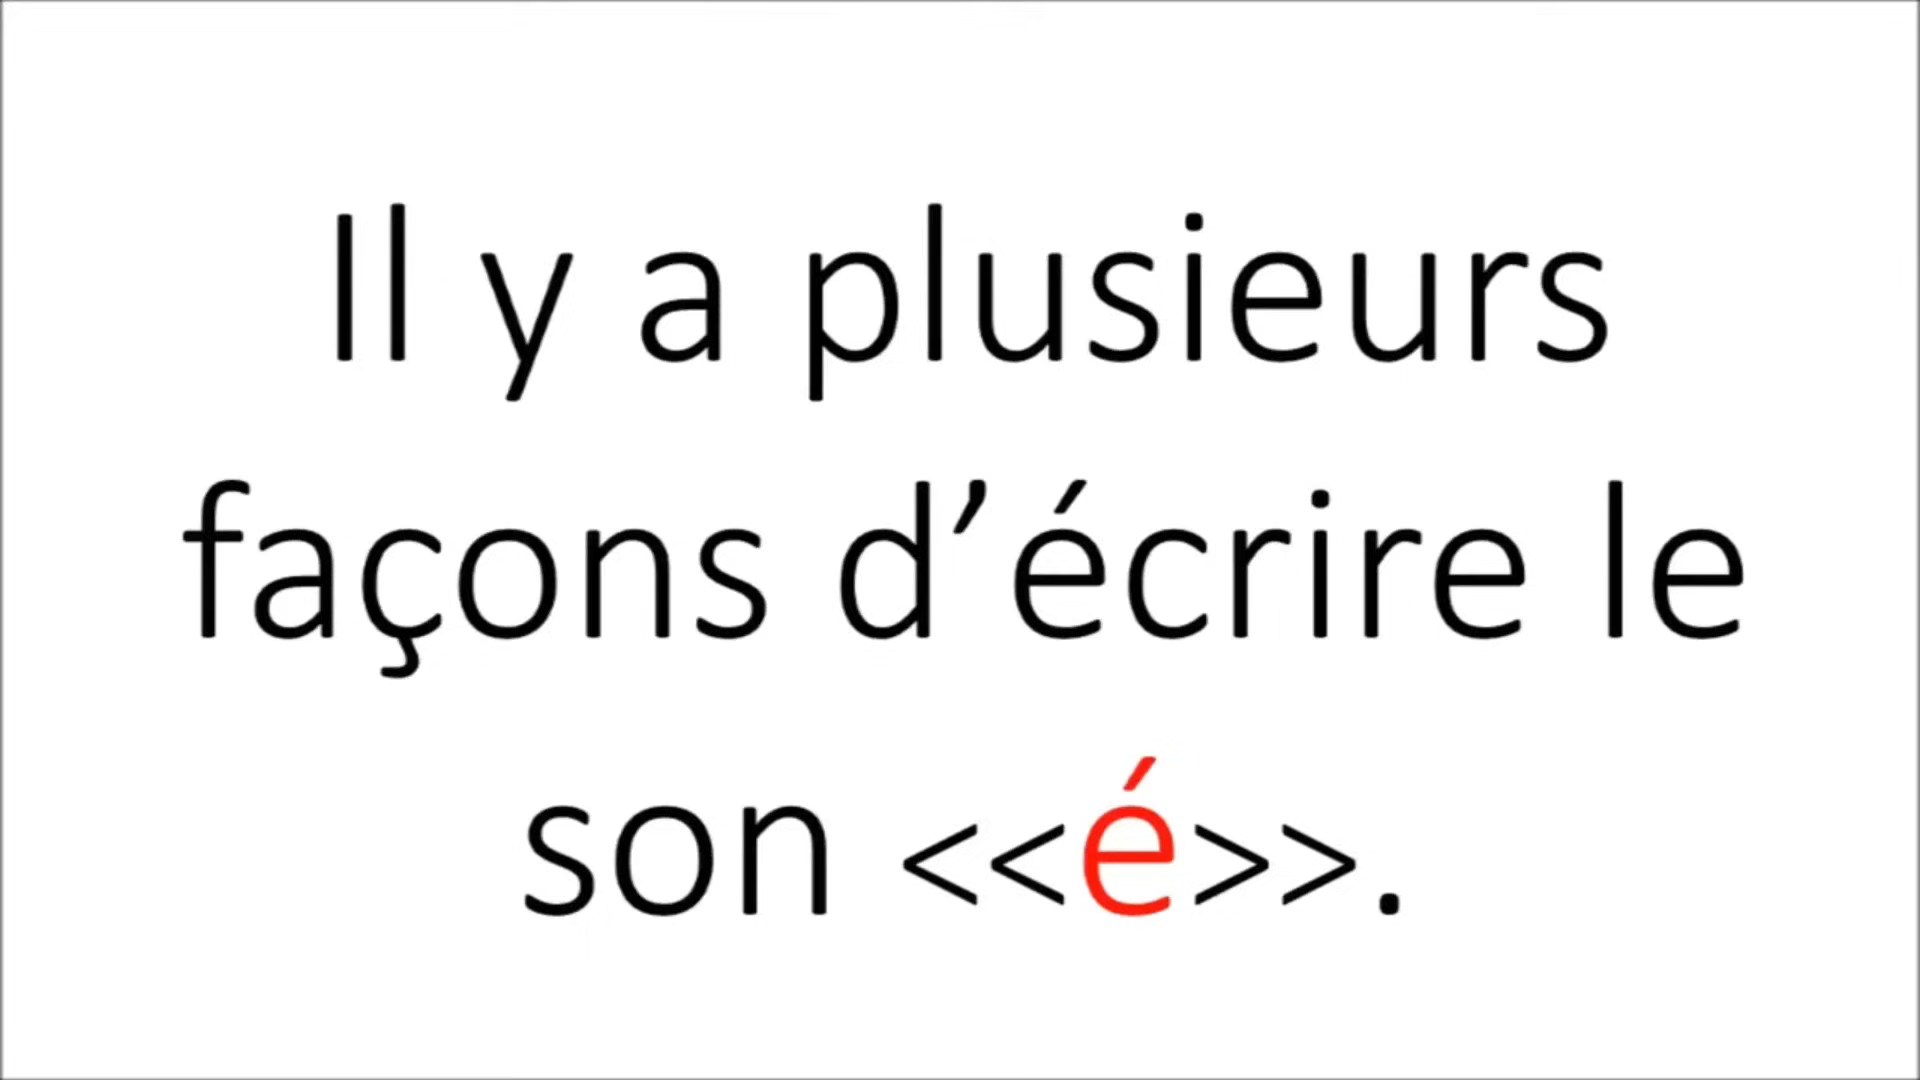 Il y a plusieurs
façons d’écrire le
son <<é>>.